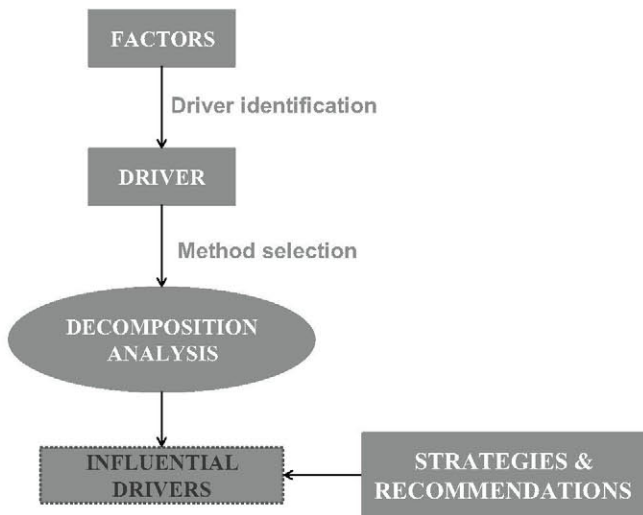 FACTORS
Driver identification
DRIVER
Method selection
DECOMPOSITION
ANALYSIS
INFLUENTIAL
DRIVERS
STRATEGIES &
RECOMMENDATIONS